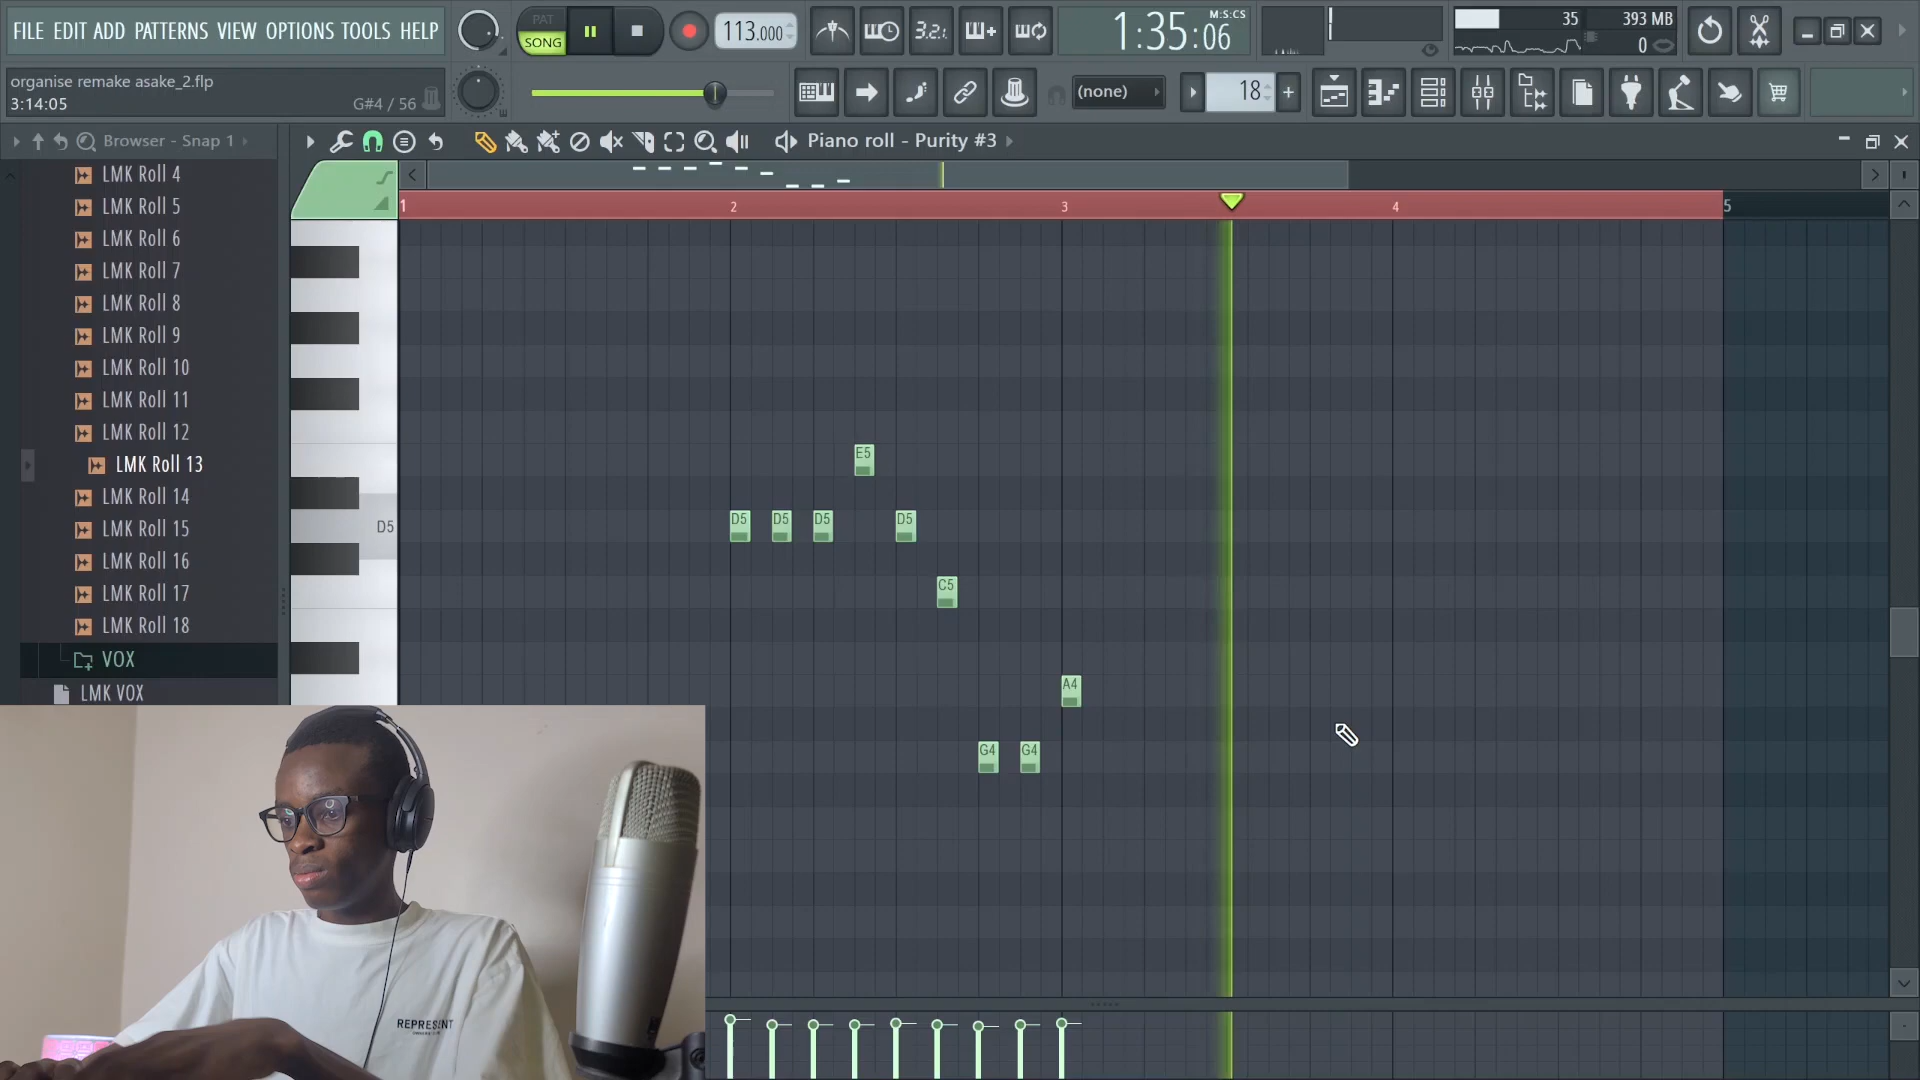 FILE EDIT ADD PATTERNS VIEW OPTIONS TOOLS HELP
PAT
SONG
113.000
3.2.1
1:35:06
M:S:CS
35
393 MB
0
organise remake asake_2.flp
3:14:05
G#4 / 56
(none)
18
Browser - Snap 1
Piano roll - Purity #3
LMK Roll 4
LMK Roll 5
LMK Roll 6
LMK Roll 7
LMK Roll 8
LMK Roll 9
LMK Roll 10
LMK Roll 11
LMK Roll 12
LMK Roll 13
LMK Roll 14
LMK Roll 15
LMK Roll 16
LMK Roll 17
LMK Roll 18
VOX
LMK VOX
1
2
3
4
5
E5
D5
D5
D5
D5
D5
C5
A4
G4
G4
REPRESENT